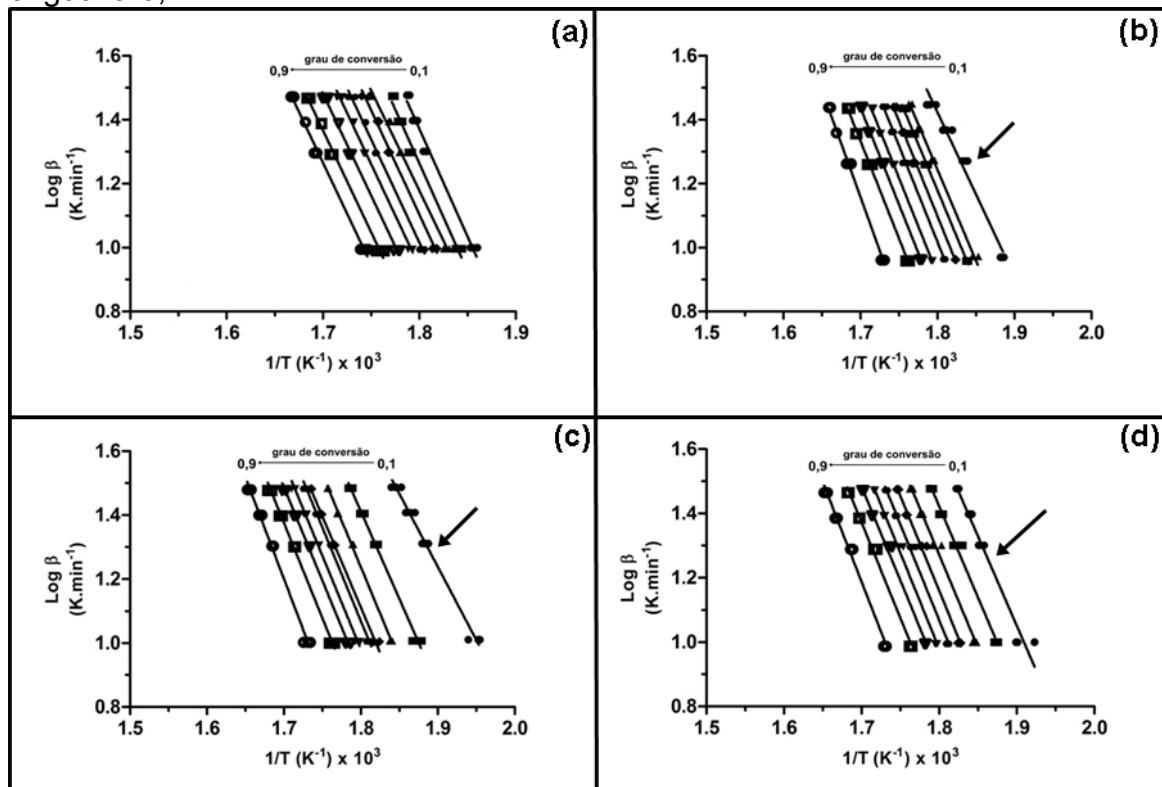 (a)
grau de conversão
0,9 0,1
1.6
1.4
1.2
1.0
0.8
Log β
(K.min-1)
1.5 1.6 1.7 1.8 1.9
1/T (K-1) x 103
(b)
grau de conversão
0,9 0,1
1.6
1.4
1.2
1.0
0.8
Log β
(K.min-1)
1.5 1.6 1.7 1.8 1.9 2.0
1/T (K-1) x 103
(c)
grau de conversão
0,9 0,1
1.6
1.4
1.2
1.0
0.8
Log β
(K.min-1)
1.5 1.6 1.7 1.8 1.9 2.0
1/T (K-1) x 103
(d)
grau de conversão
0,9 0,1
1.6
1.4
1.2
1.0
0.8
Log β
(K.min-1)
1.5 1.6 1.7 1.8 1.9 2.0
1/T (K-1) x 103